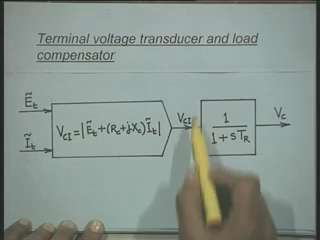 Terminal voltage transducer and load
compensator
Ẽt
Ĩt
VC1 = |Ẽt + (Rc + jXc) Ĩt|
VC1
1
1 + sTR
Vc